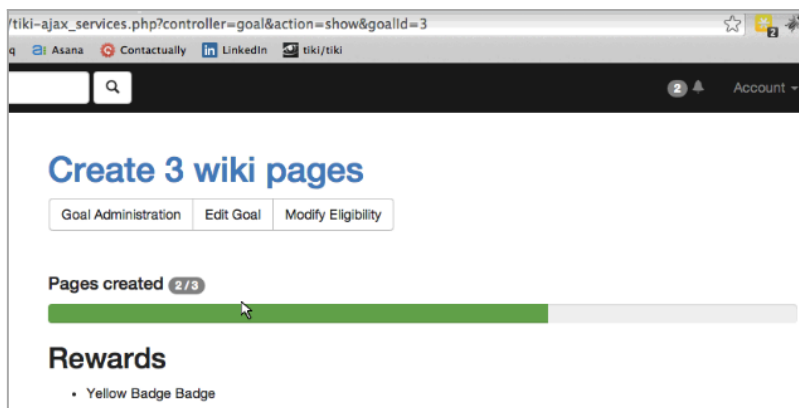 /tiki-ajax_services.php?controller=goal&action=show&goalId=3
2
q Asana Contactually LinkedIn tiki/tiki
2 Account
Create 3 wiki pages
Goal Administration Edit Goal Modify Eligibility
Pages created 2/3
Rewards
• Yellow Badge Badge